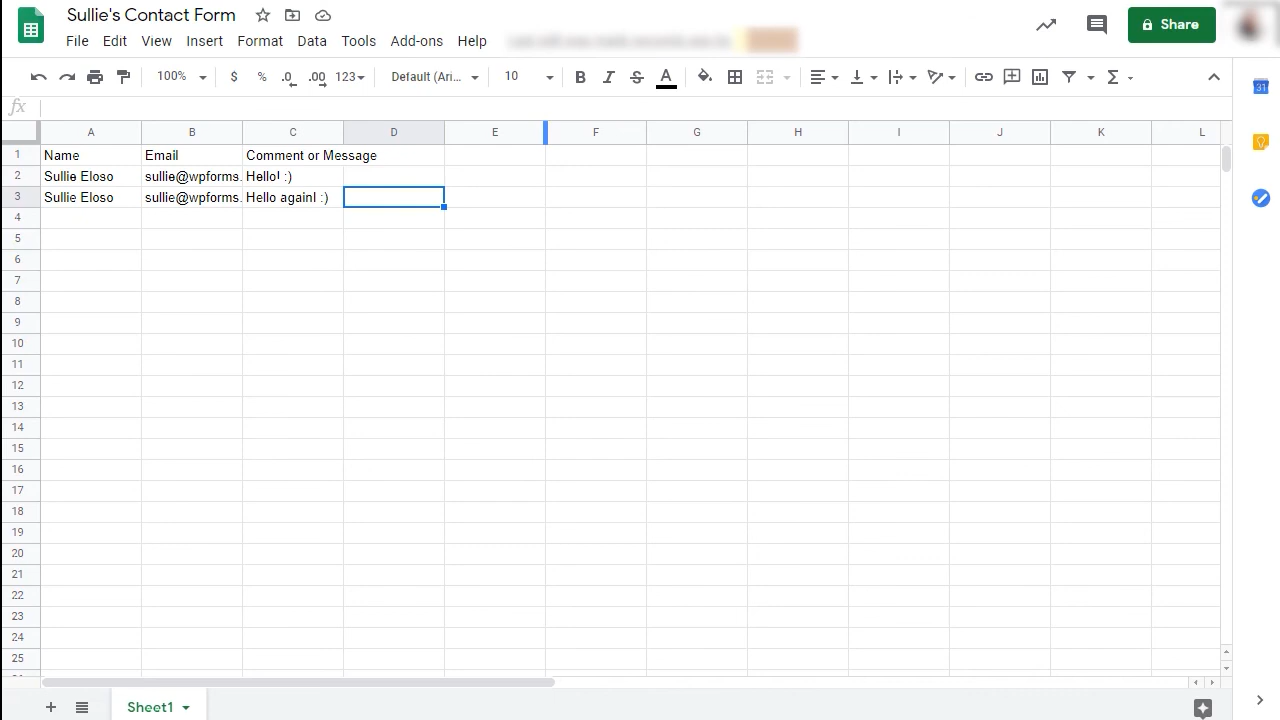 Sullie's Contact Form
File Edit View Insert Format Data Tools Add-ons Help
Share
100% $ % .0 .00 123 Default (Ari... 10 B I S A Σ
fx
A B C D E F G H I J K L
1 Name Email Comment or Message
2 Sullie Eloso sullie@wpforms. Hello! :)
3 Sullie Eloso sullie@wpforms. Hello again! :)
4
5
6
7
8
9
10
11
12
13
14
15
16
17
18
19
20
21
22
23
24
25
31
+ Sheet1